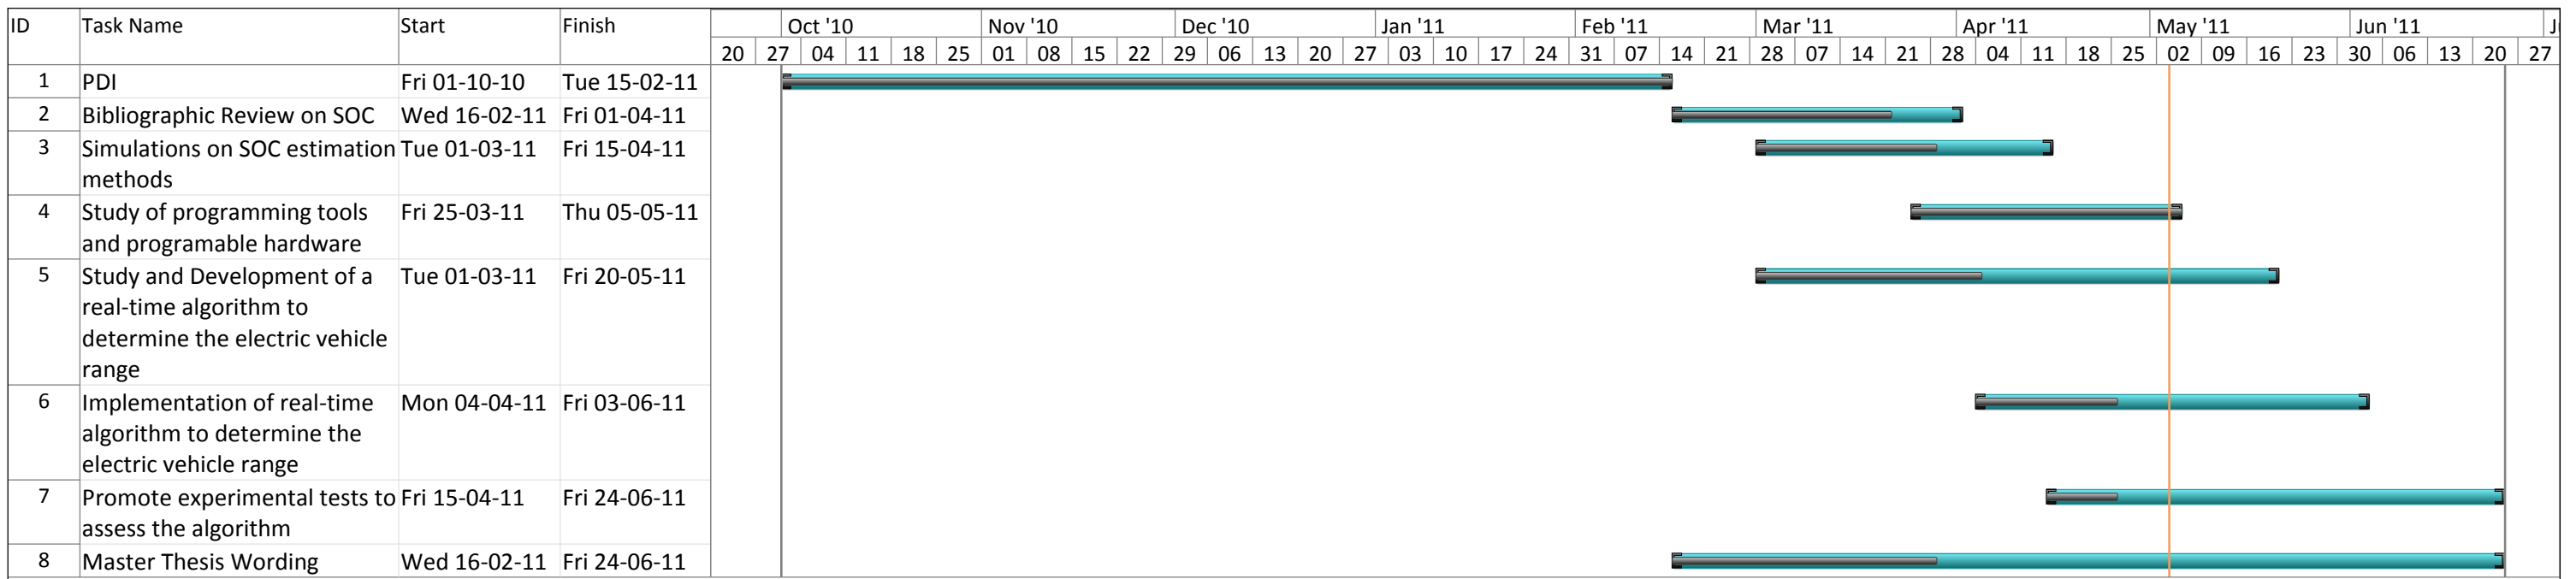 ID Task Name Start Finish Oct '10 Nov '10 Dec '10 Jan '11 Feb '11 Mar '11 Apr '11 May '11 Jun '11
20 27 04 11 18 25 01 08 15 22 29 06 13 20 27 03 10 17 24 31 07 14 21 28 07 14 21 28 04 11 18 25 02 09 16 23 30 06 13 20 27
1 PDI Fri 01-10-10 Tue 15-02-11
2 Bibliographic Review on SOC Wed 16-02-11 Fri 01-04-11
3 Simulations on SOC estimation Tue 01-03-11 Fri 15-04-11
methods
4 Study of programming tools Fri 25-03-11 Thu 05-05-11
and programable hardware
5 Study and Development of a Tue 01-03-11 Fri 20-05-11
real-time algorithm to
determine the electric vehicle
range
6 Implementation of real-time Mon 04-04-11 Fri 03-06-11
algorithm to determine the
electric vehicle range
7 Promote experimental tests to Fri 15-04-11 Fri 24-06-11
assess the algorithm
8 Master Thesis Wording Wed 16-02-11 Fri 24-06-11